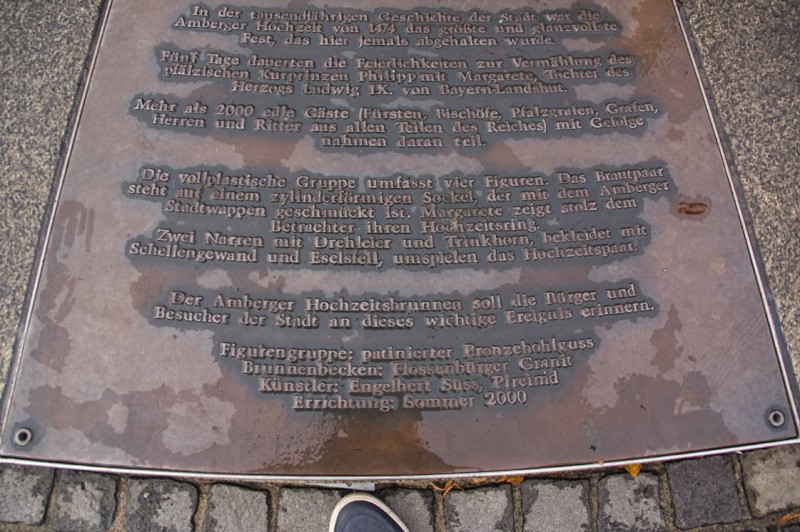 In der tausendjährigen Geschichte der Stadt war die
Amberger Hochzeit von 1474 das größte und glanzvollste
Fest, das hier jemals abgehalten wurde.
Fünf Tage dauerten die Feierlichkeiten zur Vermählung des
pfälzischen Kurprinzen Philipp mit Margarete, Tochter des
Herzogs Ludwig IX. von Bayern-Landshut.
Mehr als 2000 edle Gäste (Fürsten, Bischöfe, Pfalzgrafen, Grafen,
Herren und Ritter aus allen Teilen des Reiches) mit Gefolge
nahmen daran teil.
Die vollplastische Gruppe umfasst vier Figuren. Das Brautpaar
steht auf einem zylinderförmigen Sockel, der mit dem Amberger
Stadtwappen geschmückt ist. Margarete zeigt stolz dem
Betrachter ihren Hochzeitsring.
Zwei Narren mit Drehleier und Trinkhorn, bekleidet mit
Schellengewand und Eselsfell, umspielen das Hochzeitspaar.
Der Amberger Hochzeitsbrunnen soll die Bürger und
Besucher der Stadt an dieses wichtige Ereignis erinnern.
Figurengruppe: patinierter Bronzehohlguss
Brunnenbecken: Flossenbürger Granit
Künstler: Engelbert Süss, Pfreimd
Errichtung: Sommer 2000